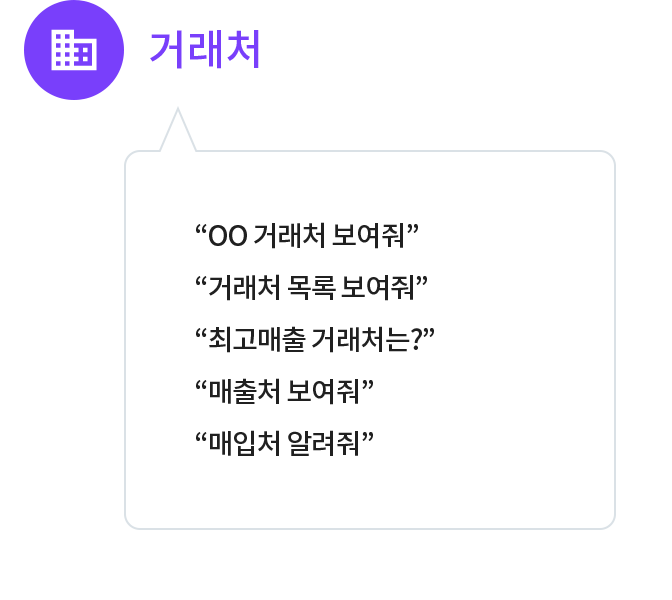 거래처
“OO 거래처 보여줘”
“거래처 목록 보여줘”
“최고매출 거래처는?”
“매출처 보여줘”
“매입처 알려줘”